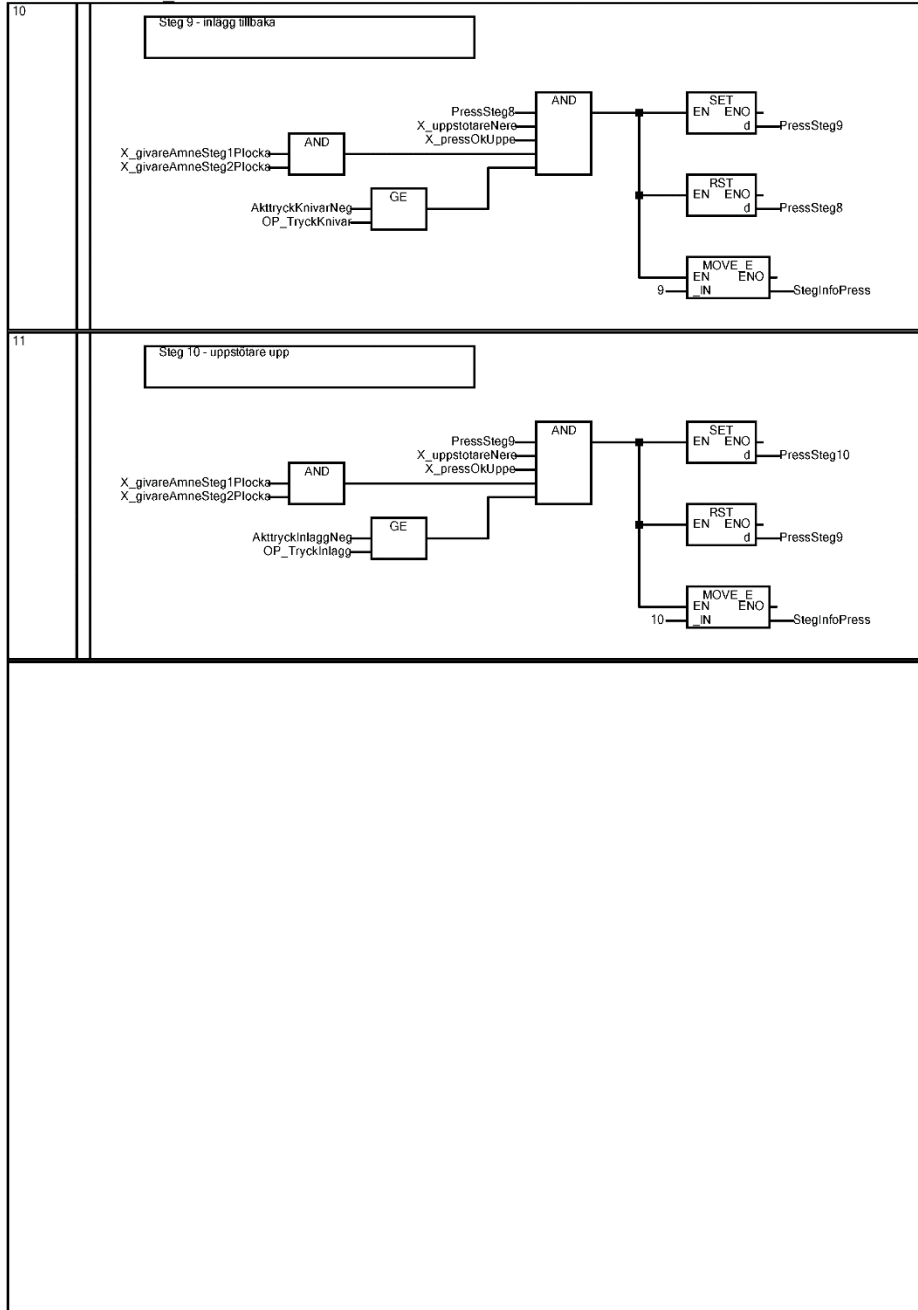 10
Steg 9 - inlägg tillbaka
AND
PressSteg8
X_uppstotareNere
X_pressOkUppe
AND
X_givareAmneSteg1Plocka
X_givareAmneSteg2Plocka
GE
AkttryckKnivarNeg
OP_TryckKnivar
SET
EN ENO
d PressSteg9
RST
EN ENO
d PressSteg8
MOVE_E
EN ENO
9 _IN StegInfoPress
11
Steg 10 - uppstötare upp
AND
PressSteg9
X_uppstotareNere
X_pressOkUppe
AND
X_givareAmneSteg1Plocka
X_givareAmneSteg2Plocka
GE
AkttryckInlaggNeg
OP_TryckInlagg
SET
EN ENO
d PressSteg10
RST
EN ENO
d PressSteg9
MOVE_E
EN ENO
10 _IN StegInfoPress